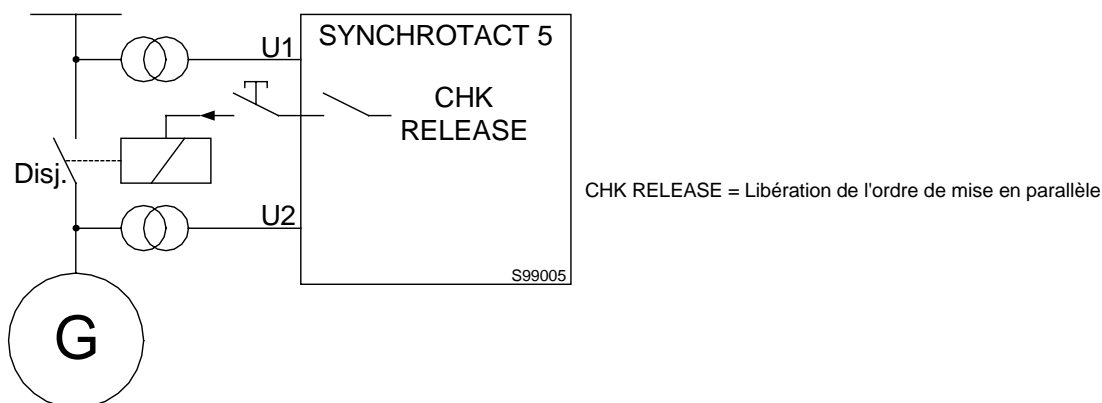 SYNCHROTACT 5
U1
CHK
RELEASE
Disj.
CHK RELEASE = Libération de l'ordre de mise en parallèle
U2
S99005
G